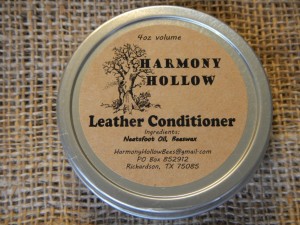 4oz volume
HARMONY
HOLLOW
Leather Conditioner
Ingredients:
Neatsfoot Oil, Beeswax
HarmonyHollowBees@gmail.com
PO Box 852912
Richardson, TX 75085